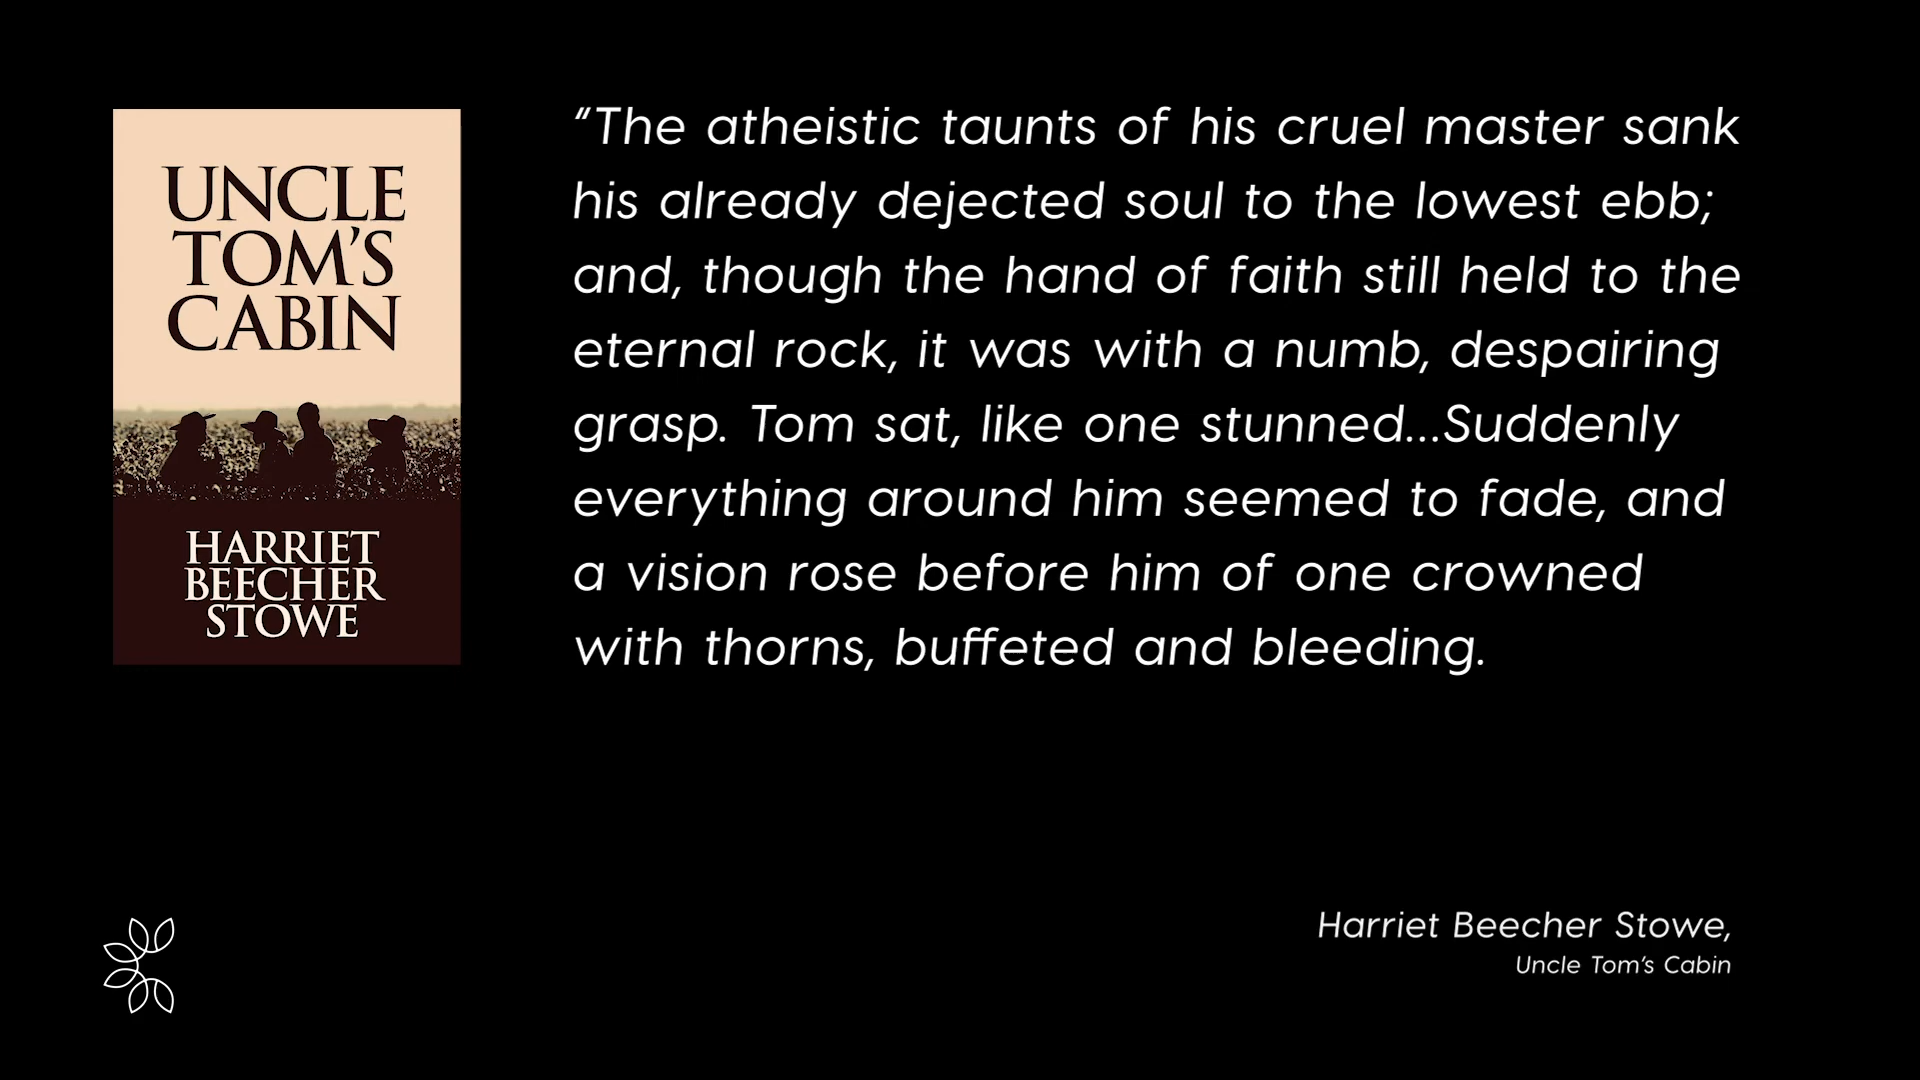 UNCLE
TOM'S
CABIN
HARRIET
BEECHER
STOWE
“The atheistic taunts of his cruel master sank
his already dejected soul to the lowest ebb;
and, though the hand of faith still held to the
eternal rock, it was with a numb, despairing
grasp. Tom sat, like one stunned...Suddenly
everything around him seemed to fade, and
a vision rose before him of one crowned
with thorns, buffeted and bleeding.
Harriet Beecher Stowe,
Uncle Tom's Cabin